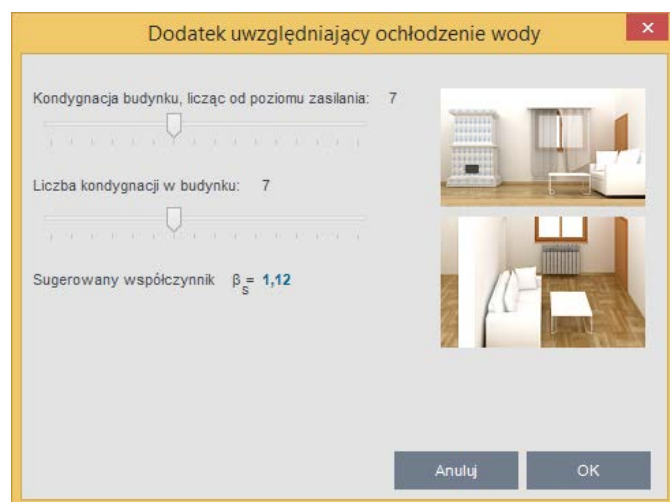 Dodatek uwzględniający ochłodzenie wody
Kondygnacja budynku, licząc od poziomu zasilania: 7
Liczba kondygnacji w budynku: 7
Sugerowany współczynnik βs = 1,12
Anuluj OK